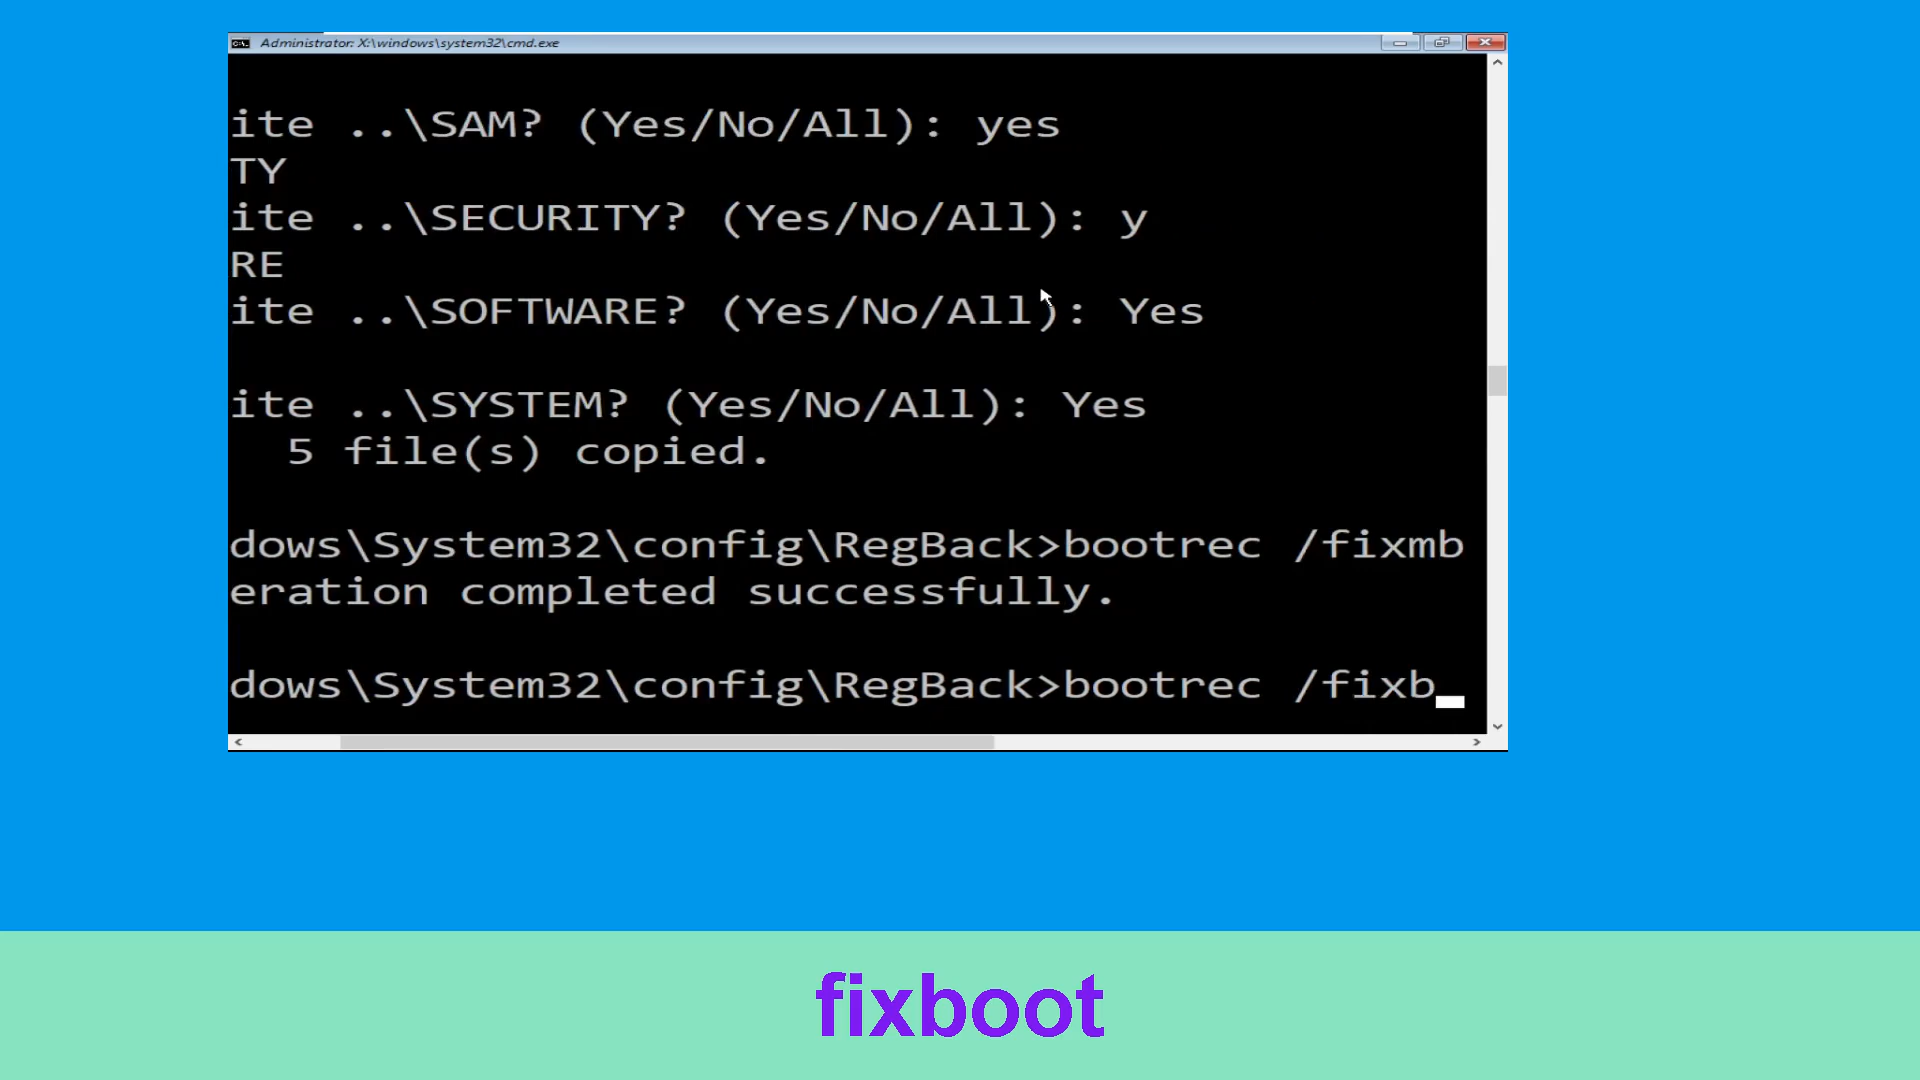 Administrator: X:\windows\system32\cmd.exe
ite ..\SAM? (Yes/No/All): yes
TY
ite ..\SECURITY? (Yes/No/All): y
RE
ite ..\SOFTWARE? (Yes/No/All): Yes
ite ..\SYSTEM? (Yes/No/All): Yes
5 file(s) copied.
dows\System32\config\RegBack>bootrec /fixmb
eration completed successfully.
dows\System32\config\RegBack>bootrec /fixb
fixboot